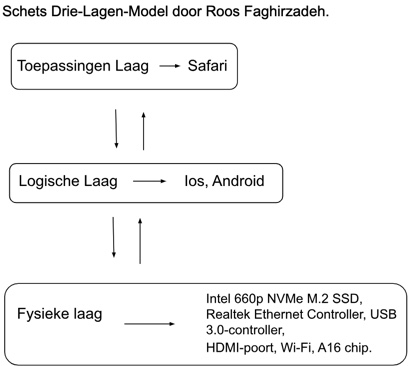 Schets Drie-Lagen-Model door Roos Faghirzadeh.
Toepassingen Laag Safari
Logische Laag Ios, Android
Fysieke laag
Intel 660p NVMe M.2 SSD,
Realtek Ethernet Controller, USB
3.0-controller,
HDMI-poort, Wi-Fi, A16 chip.